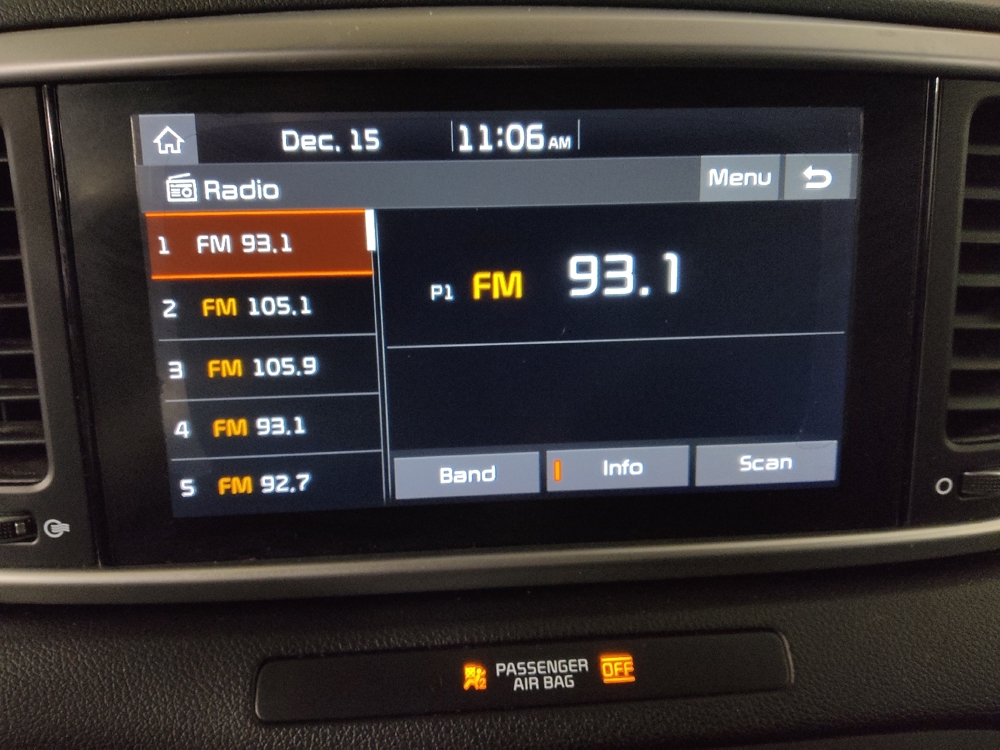 Dec. 15 11:06 AM
Radio Menu
1 FM 93.1
2 FM 105.1
3 FM 105.9
4 FM 93.1
5 FM 92.7
P1 FM 93.1
Band Info Scan
PASSENGER
AIR BAG OFF